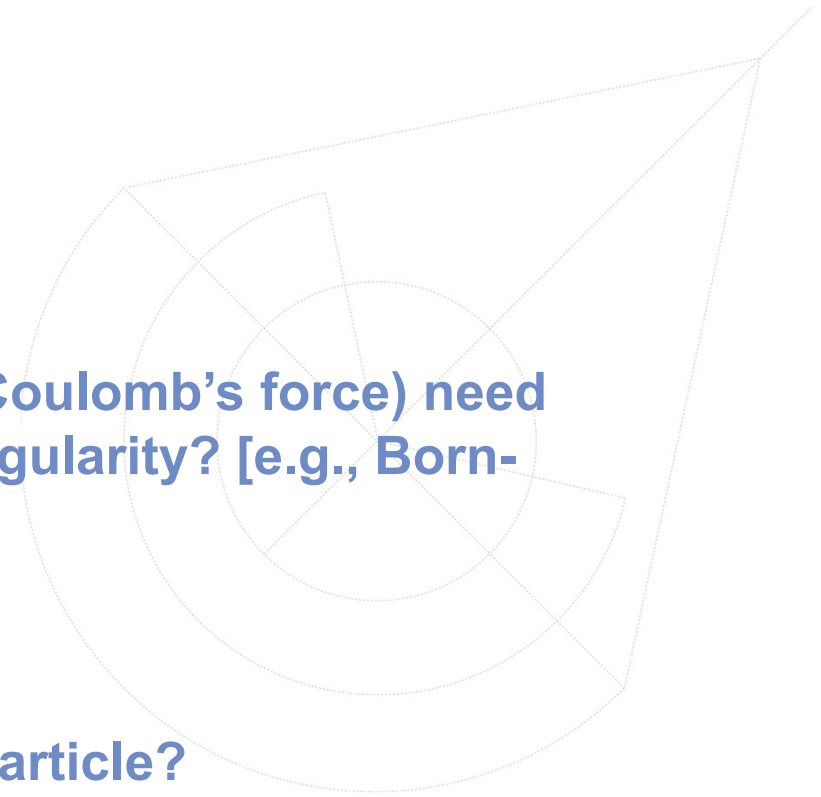 Coulomb’s force) need
gularity? [e.g., Born-
article?